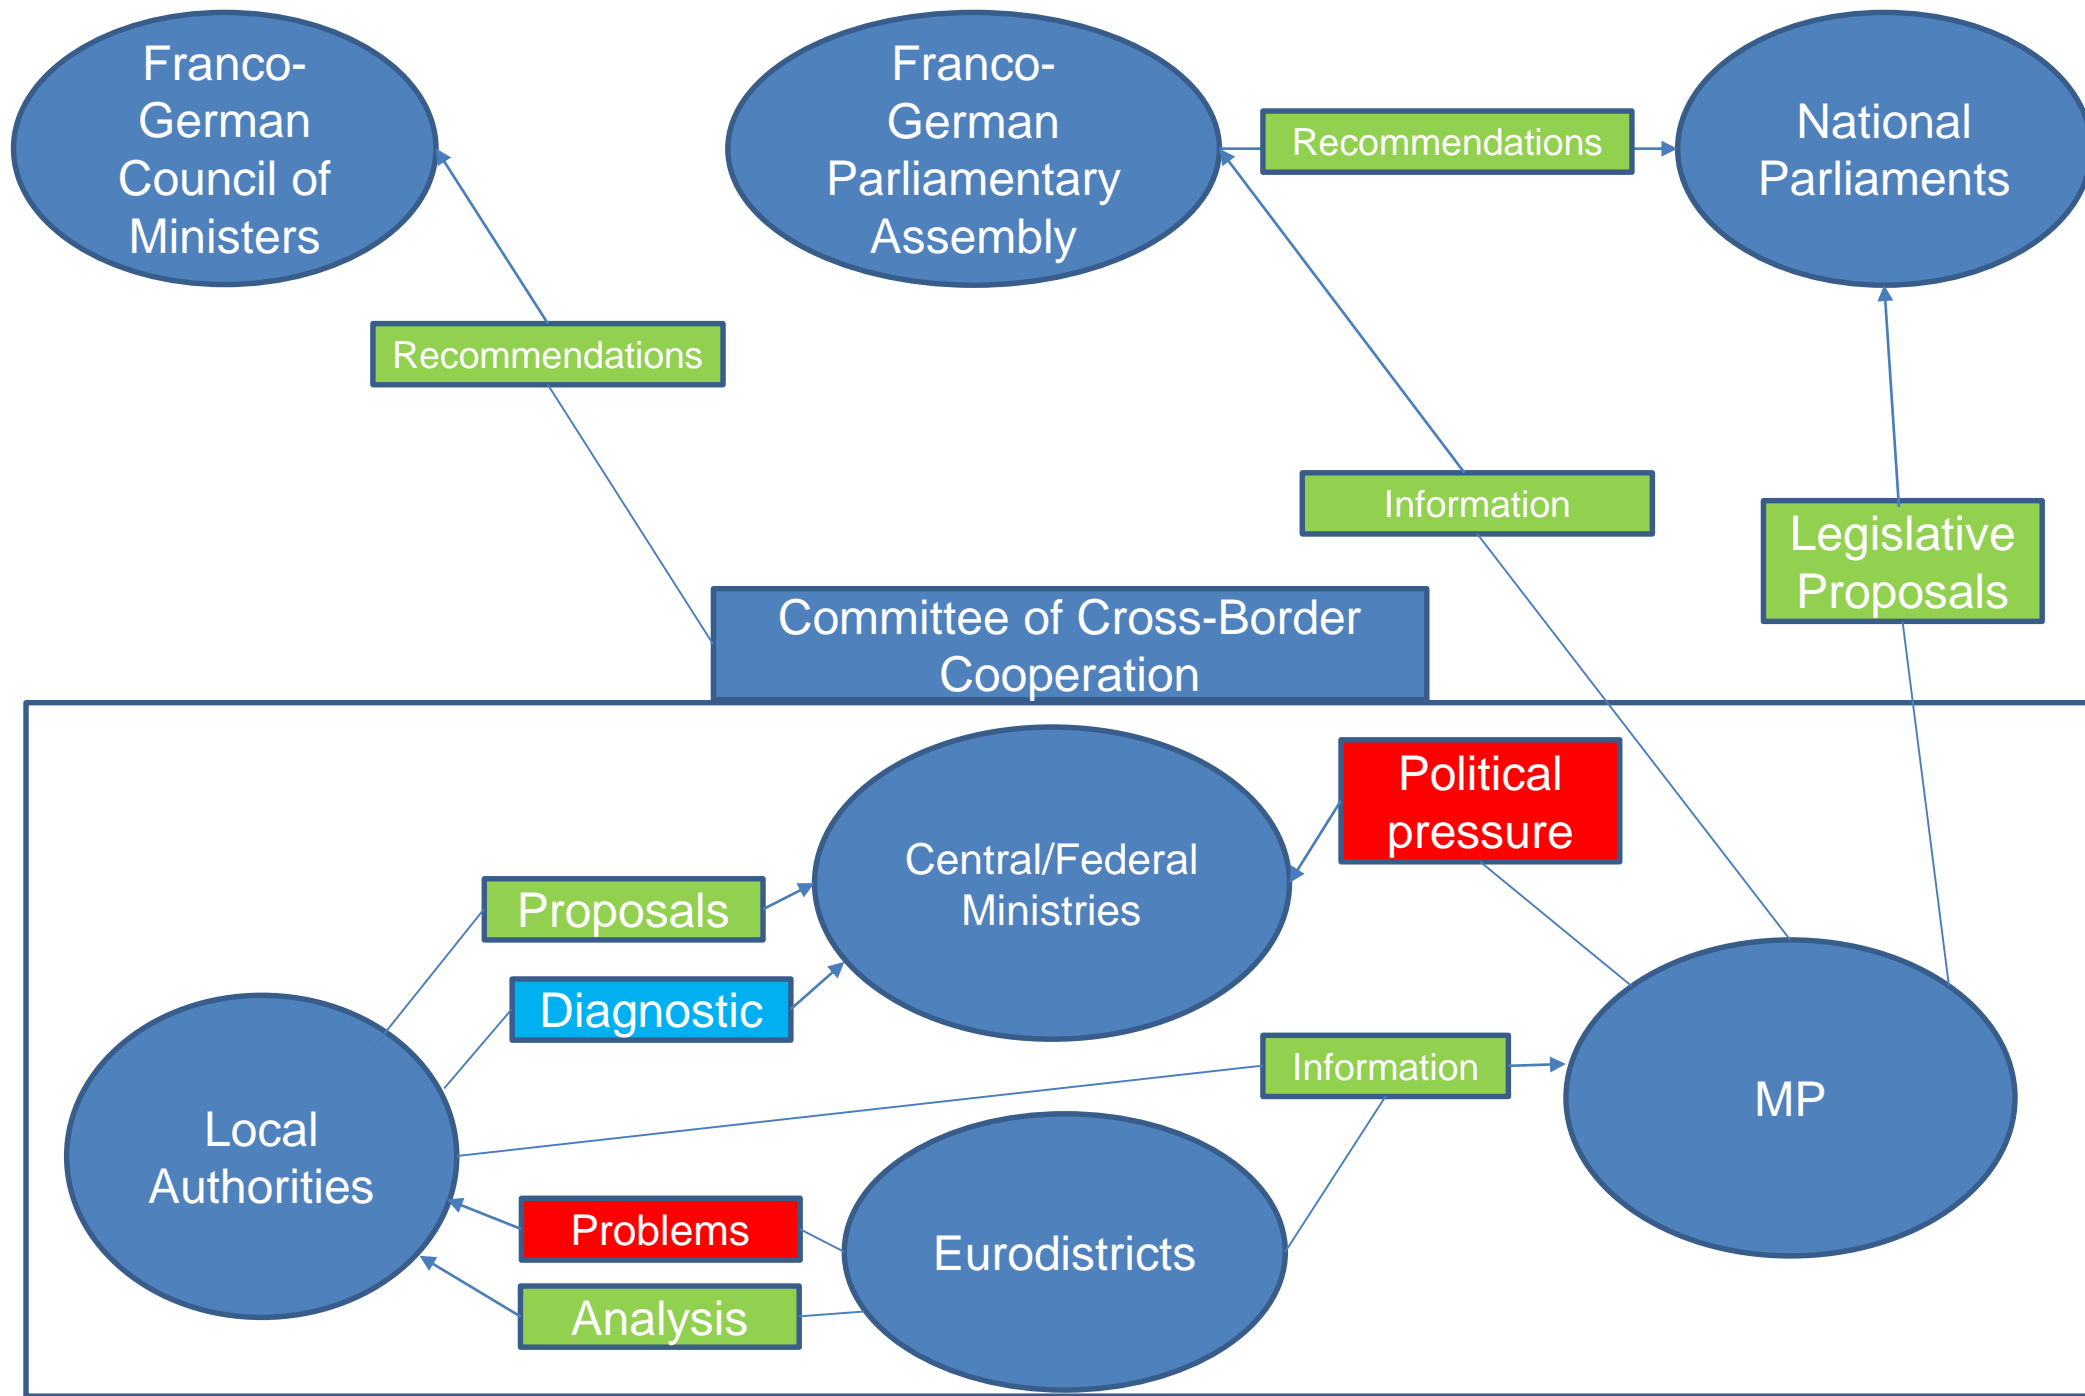 Franco-
German
Council of
Ministers
Franco-
German
Parliamentary
Assembly
Recommendations
National
Parliaments
Recommendations
Information
Legislative
Proposals
Committee of Cross-Border
Cooperation
Political
pressure
Central/Federal
Ministries
Proposals
Diagnostic
Information
MP
Local
Authorities
Problems
Eurodistricts
Analysis